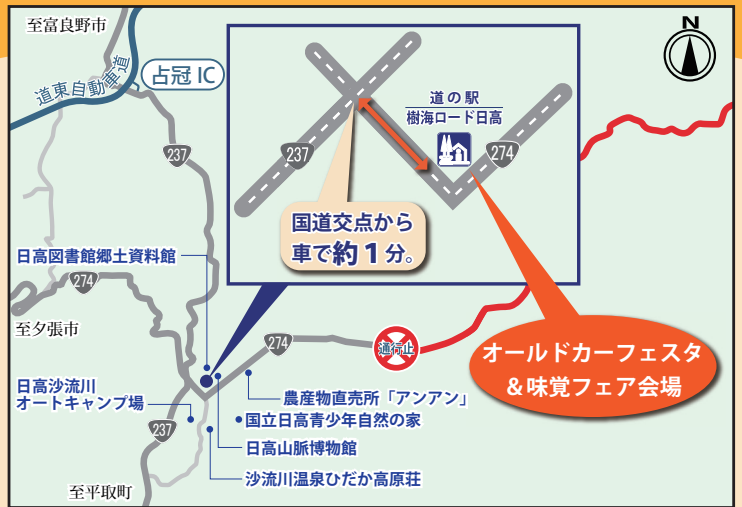 至富良野市
占冠 IC
道東自動車道
237
274
至夕張市
日高図書館郷土資料館
日高沙流川
オートキャンプ場
237
至平取町
274
通行止
農産物直売所「アンアン」
国立日高青少年自然の家
日高山脈博物館
沙流川温泉ひだか高原荘
237
道の駅
樹海ロード日高
274
国道交点から
車で約1分。
オールドカーフェスタ
&味覚フェア会場
N